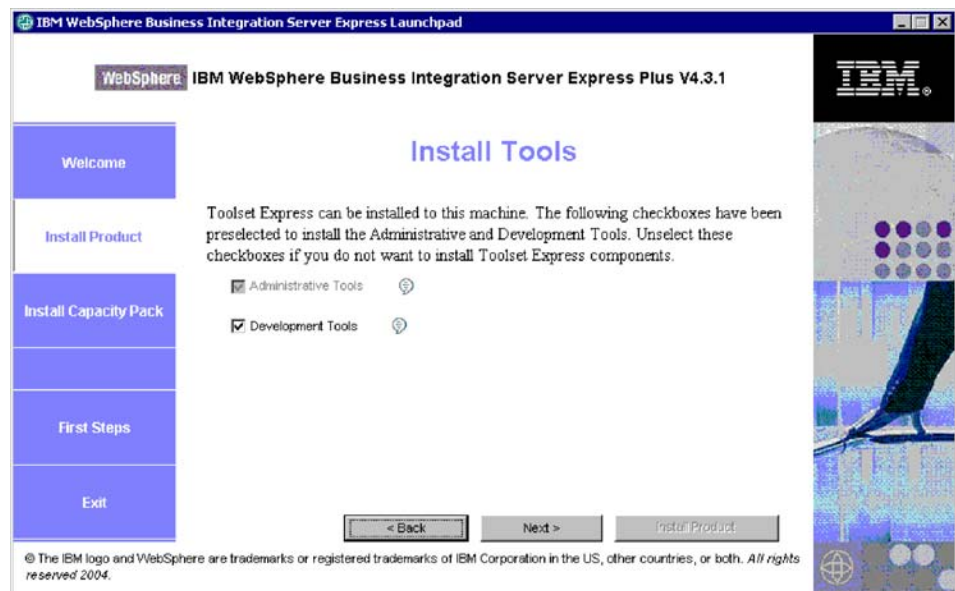 IBM WebSphere Business Integration Server Express Launchpad
WebSphere IBM WebSphere Business Integration Server Express Plus V4.3.1
IBM®
Welcome
Install Product
Install Capacity Pack
First Steps
Exit
Install Tools
Toolset Express can be installed to this machine. The following checkboxes have been
preselected to install the Administrative and Development Tools. Unselect these
checkboxes if you do not want to install Toolset Express components.
Administrative Tools
Development Tools
< Back
Next >
Install Product
© The IBM logo and WebSphere are trademarks or registered trademarks of IBM Corporation in the US, other countries, or both. All rights
reserved 2004.